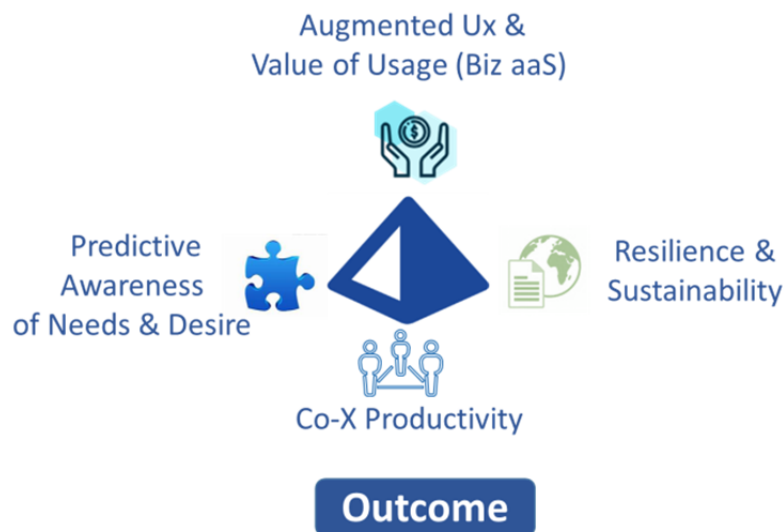 Augmented Ux &
Value of Usage (Biz aaS)
$
Predictive
Awareness
of Needs & Desire
Resilience &
Sustainability
Co-X Productivity
Outcome